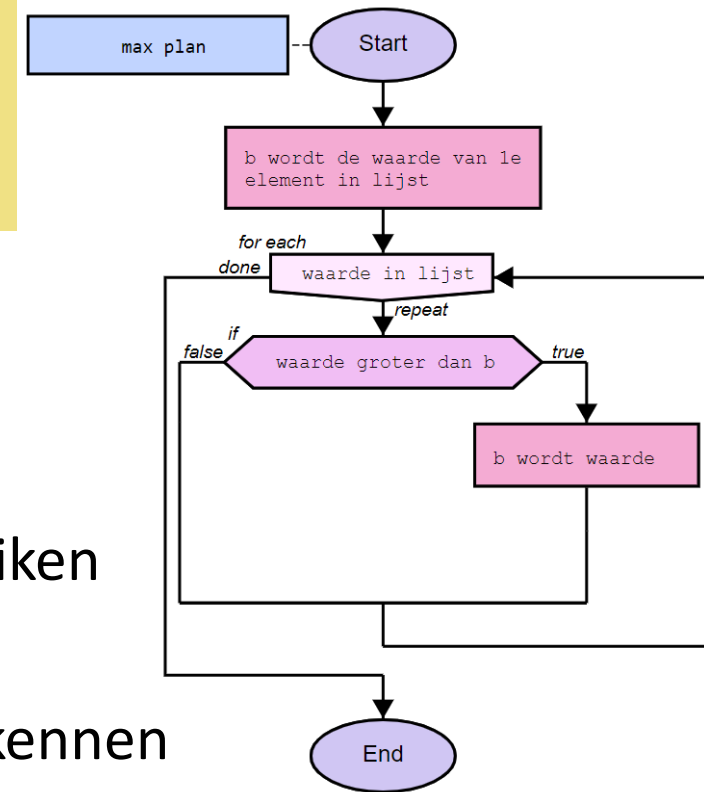 max plan
Start
b wordt de waarde van 1e
element in lijst
for each
done
waarde in lijst
repeat
if
false
waarde groter dan b
true
b wordt waarde
iken
kennen
End